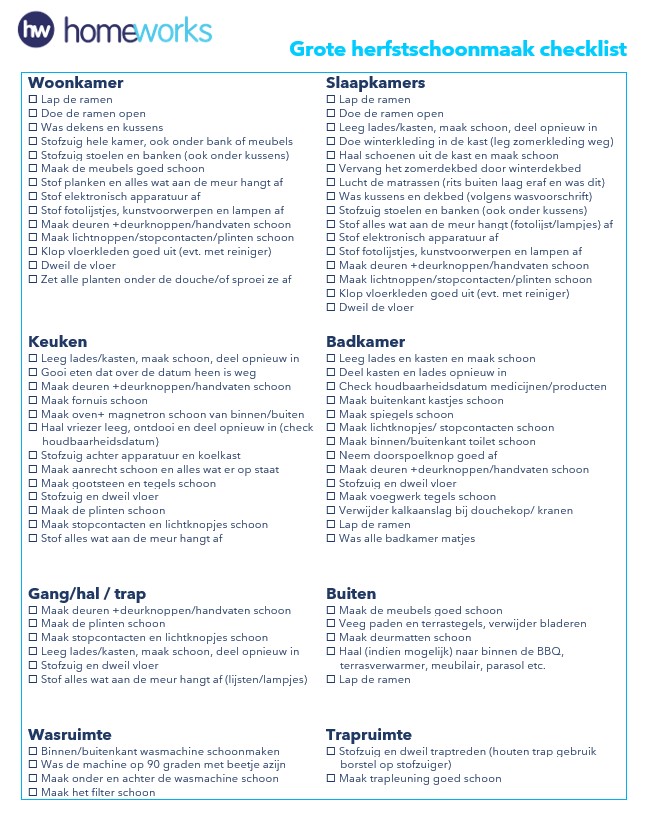 hw homeworks
Grote herfstschoonmaak checklist
Woonkamer
☐ Lap de ramen
☐ Doe de ramen open
☐ Was dekens en kussens
☐ Stofzuig hele kamer, ook onder bank of meubels
☐ Stofzuig stoelen en banken (ook onder kussens)
☐ Maak de meubels goed schoon
☐ Stof planken en alles wat aan de meur hangt af
☐ Stof elektronisch apparatuur af
☐ Stof fotolijstjes, kunstvoorwerpen en lampen af
☐ Maak deuren +deurknoppen/handvaten schoon
☐ Maak lichtnoppen/stopcontacten/plinten schoon
☐ Klop vloerkleden goed uit (evt. met reiniger)
☐ Dweil de vloer
☐ Zet alle planten onder de douche/of sproei ze af
Slaapkamers
☐ Lap de ramen
☐ Doe de ramen open
☐ Leeg lades/kasten, maak schoon, deel opnieuw in
☐ Doe winterkleding in de kast (leg zomerkleding weg)
☐ Haal schoenen uit de kast en maak schoon
☐ Vervang het zomerdekbed door winterdekbed
☐ Lucht de matrassen (rits buiten laag eraf en was dit)
☐ Was kussens en dekbed (volgens wasvoorschrift)
☐ Stofzuig stoelen en banken (ook onder kussens)
☐ Stof alles wat aan de meur hangt (fotolijst/lampjes) af
☐ Stof elektronisch apparatuur af
☐ Stof fotolijstjes, kunstvoorwerpen en lampen af
☐ Maak deuren +deurknoppen/handvaten schoon
☐ Maak lichtnoppen/stopcontacten/plinten schoon
☐ Klop vloerkleden goed uit (evt. met reiniger)
☐ Dweil de vloer
Keuken
☐ Leeg lades/kasten, maak schoon, deel opnieuw in
☐ Gooi eten dat over de datum heen is weg
☐ Maak deuren +deurknoppen/handvaten schoon
☐ Maak fornuis schoon
☐ Maak oven+ magnetron schoon van binnen/buiten
☐ Haal vriezer leeg, ontdooi en deel opnieuw in (check
houdbaarheidsdatum)
☐ Stofzuig achter apparatuur en koelkast
☐ Maak aanrecht schoon en alles wat er op staat
☐ Maak gootsteen en tegels schoon
☐ Stofzuig en dweil vloer
☐ Maak de plinten schoon
☐ Maak stopcontacten en lichtknopjes schoon
☐ Stof alles wat aan de meur hangt af
Badkamer
☐ Leeg lades en kasten en maak schoon
☐ Deel kasten en lades opnieuw in
☐ Check houdbaarheidsdatum medicijnen/producten
☐ Maak buitenkant kastjes schoon
☐ Maak spiegels schoon
☐ Maak lichtknopjes/ stopcontacten schoon
☐ Maak binnen/buitenkant toilet schoon
☐ Neem doorspoelknop goed af
☐ Maak deuren +deurknoppen/handvaten schoon
☐ Stofzuig en dweil vloer
☐ Maak voegwerk tegels schoon
☐ Verwijder kalkaanslag bij douchekop/ kranen
☐ Lap de ramen
☐ Was alle badkamer matjes
Gang/hal / trap
☐ Maak deuren +deurknoppen/handvaten schoon
☐ Maak de plinten schoon
☐ Maak stopcontacten en lichtknopjes schoon
☐ Leeg lades/kasten, maak schoon, deel opnieuw in
☐ Stofzuig en dweil vloer
☐ Stof alles wat aan de meur hangt af (lijsten/lampjes)
Buiten
☐ Maak de meubels goed schoon
☐ Veeg paden en terrastegels, verwijder bladeren
☐ Maak deurmatten schoon
☐ Haal (indien mogelijk) naar binnen de BBQ,
terrasverwarmer, meubilair, parasol etc.
☐ Lap de ramen
Wasruimte
☐ Binnen/buitenkant wasmachine schoonmaken
☐ Was de machine op 90 graden met beetje azijn
☐ Maak onder en achter de wasmachine schoon
☐ Maak het filter schoon
Trapruimte
☐ Stofzuig en dweil traptreden (houten trap gebruik
borstel op stofzuiger)
☐ Maak trapleuning goed schoon